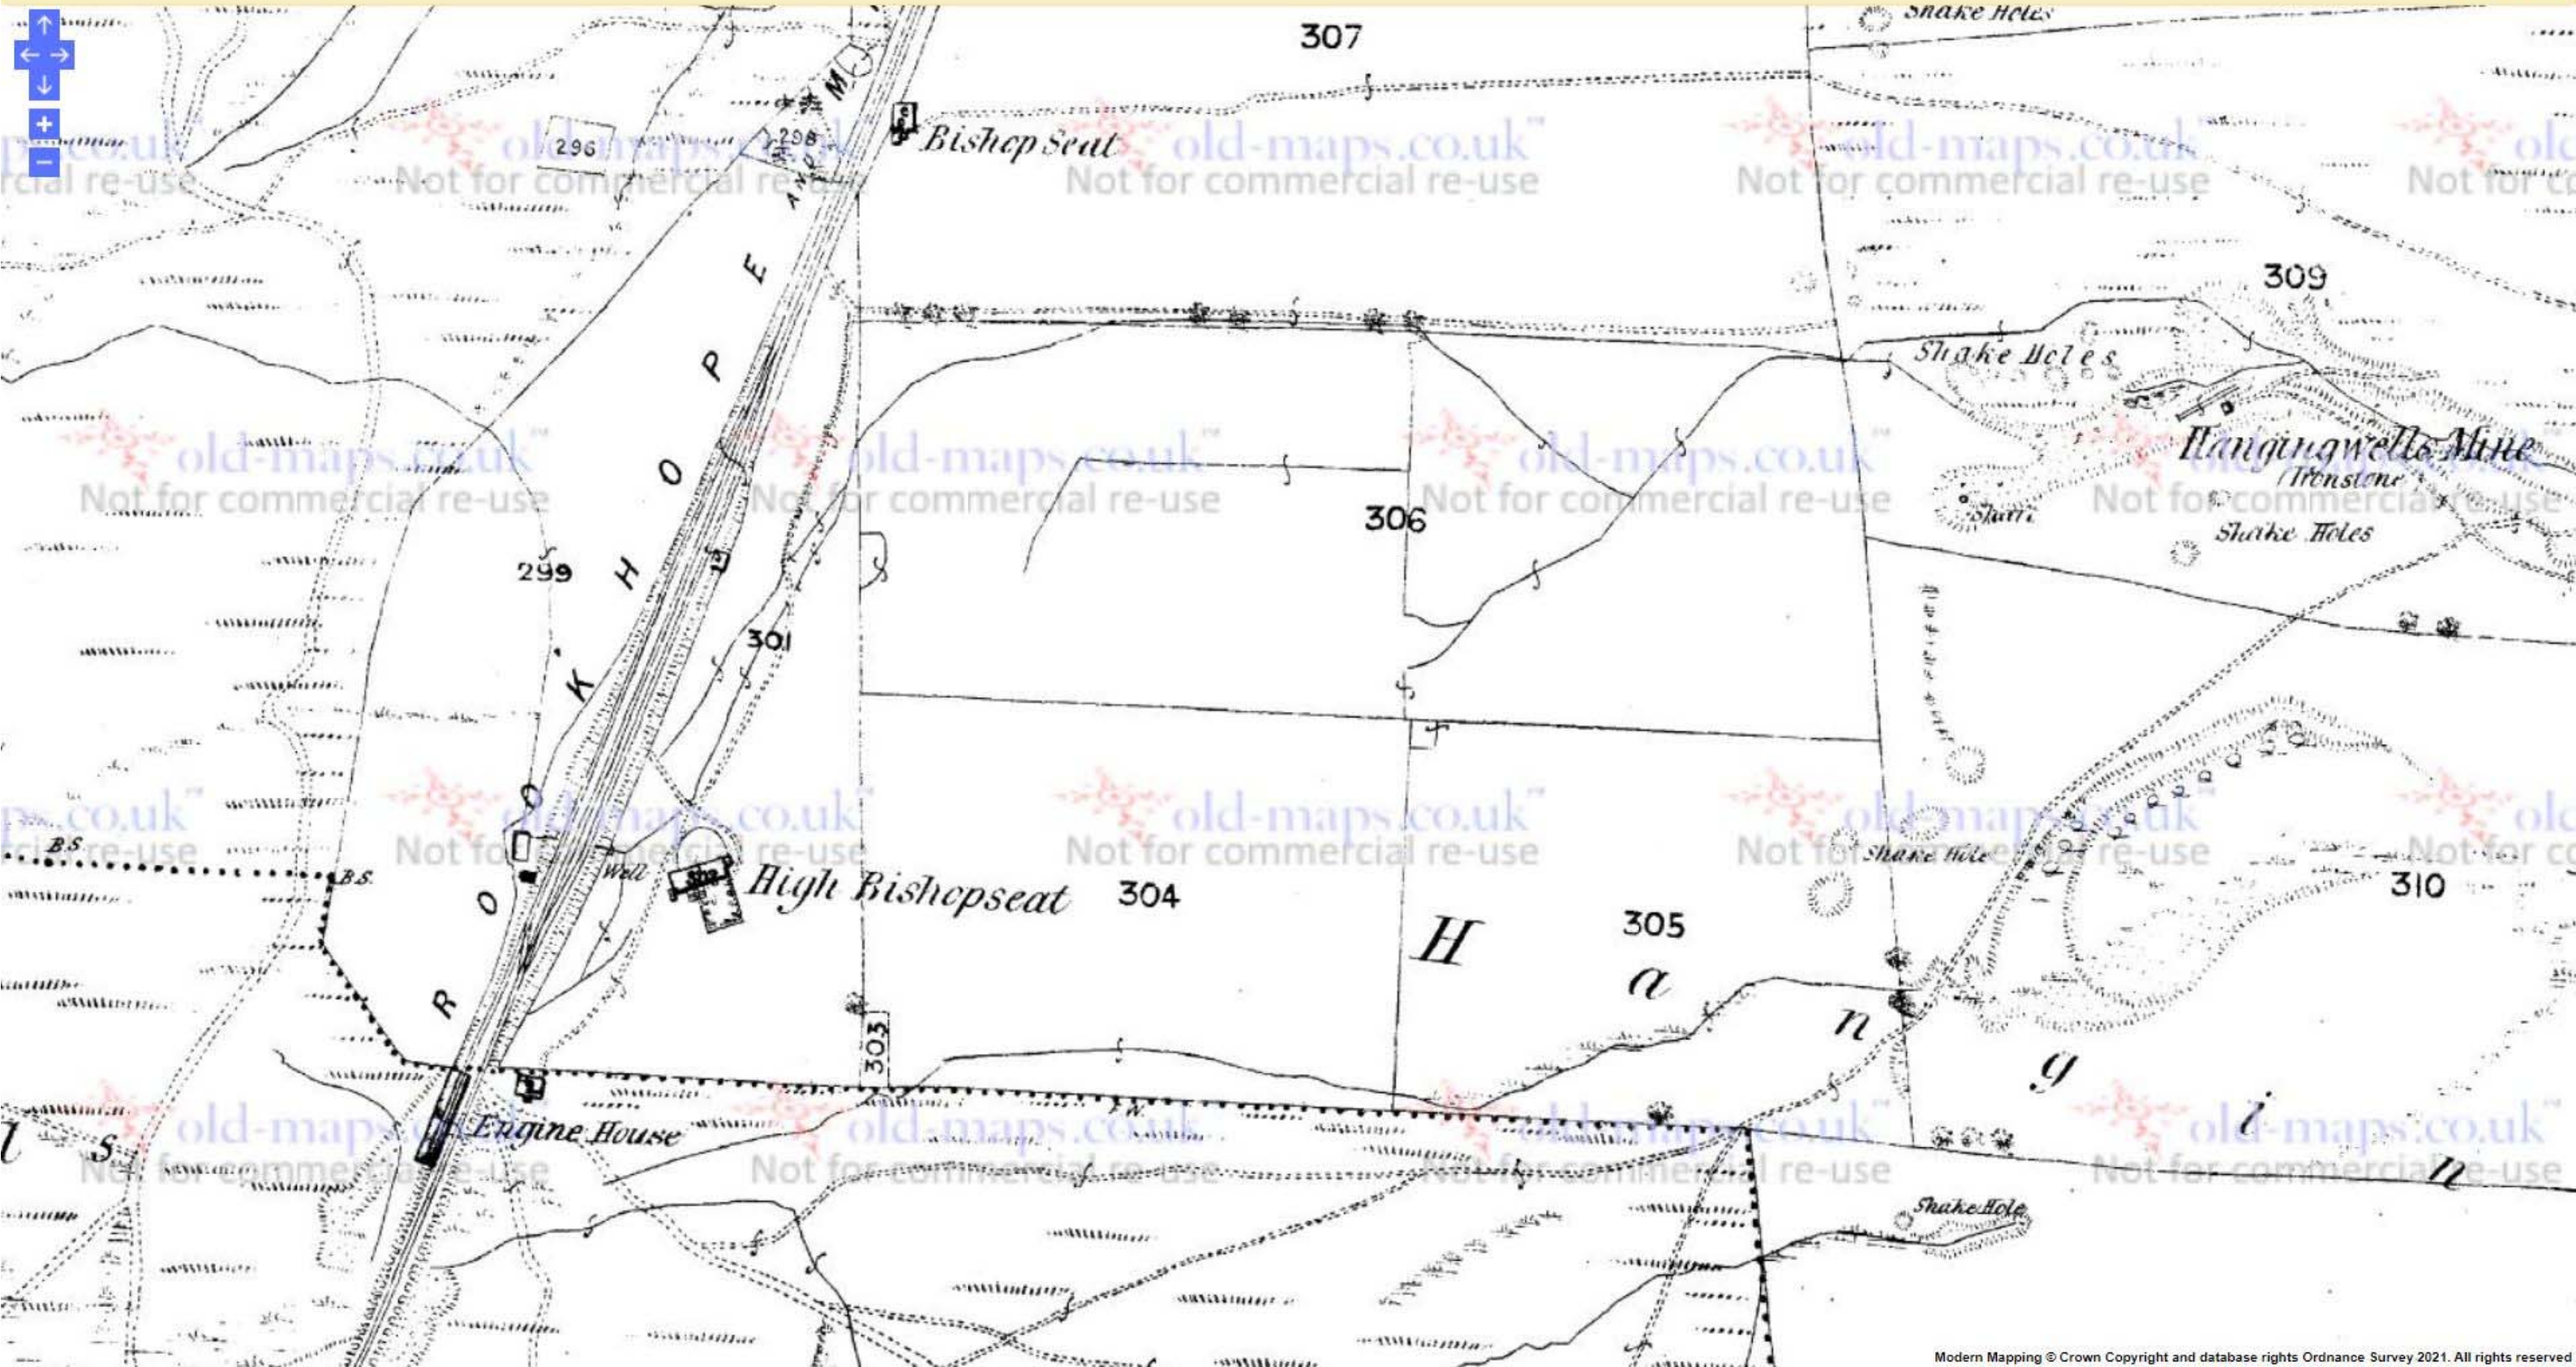 Shake Holes
307
M
AND
296
298
Bishop Seat
E
309
P
Shake Holes
O
Hangingwells Mine
(Ironstone)
306
Shaft
Shake Holes
299
H
301
K
O
B.S.
B.S.
Well
Shake Hole
High Bishopseat
304
310
O
H
305
a
R
n
303
g
F.W.
i
Engine House
l s
n
Shake Hole
old-maps.co.uk™
Not for commercial re-use
Modern Mapping © Crown Copyright and database rights Ordnance Survey 2021. All rights reserved